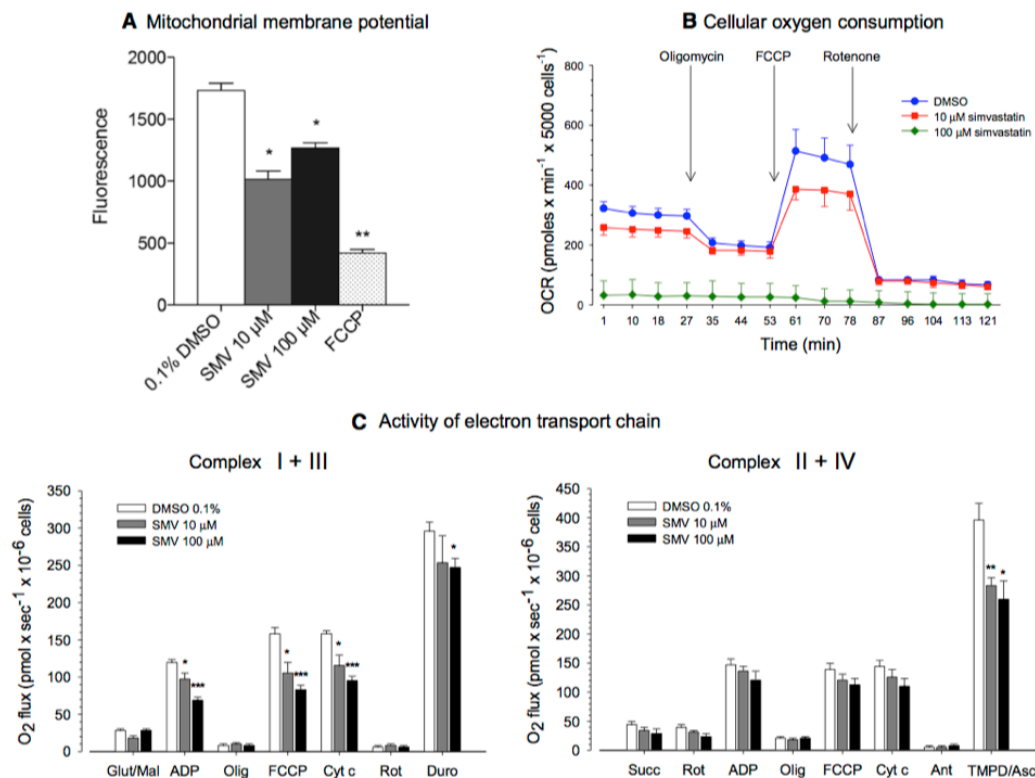 A Mitochondrial membrane potential
Fluorescence
2000
1500
1000
500
0
*
*
**
0.1% DMSO
SMV 10 µM
SMV 100 µM
FCCP
B Cellular oxygen consumption
OCR (pmoles x min⁻¹ x 5000 cells⁻¹)
800
600
400
200
0
Oligomycin
FCCP
Rotenone
DMSO
10 µM simvastatin
100 µM simvastatin
1 10 18 27 35 44 53 61 70 78 87 96 104 113 121
Time (min)
C Activity of electron transport chain
Complex I + III
O₂ flux (pmol x sec⁻¹ x 10⁻⁶ cells)
350
300
250
200
150
100
50
0
DMSO 0.1%
SMV 10 µM
SMV 100 µM
* *** * *** * *** *
Glut/Mal ADP Olig FCCP Cyt c Rot Duro
Complex II + IV
O₂ flux (pmol x sec⁻¹ x 10⁻⁶ cells)
450
400
350
300
250
200
150
100
50
0
DMSO 0.1%
SMV 10 µM
SMV 100 µM
** *
Succ Rot ADP Olig FCCP Cyt c Ant TMPD/Asc